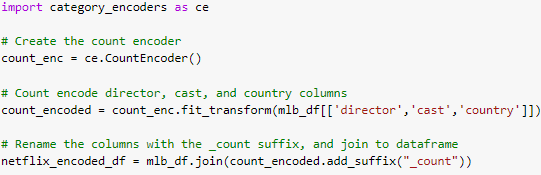 import category_encoders as ce
# Create the count encoder
count_enc = ce.CountEncoder()
# Count encode director, cast, and country columns
count_encoded = count_enc.fit_transform(mlb_df[['director','cast','country']])
# Rename the columns with the _count suffix, and join to dataframe
netflix_encoded_df = mlb_df.join(count_encoded.add_suffix("_count"))